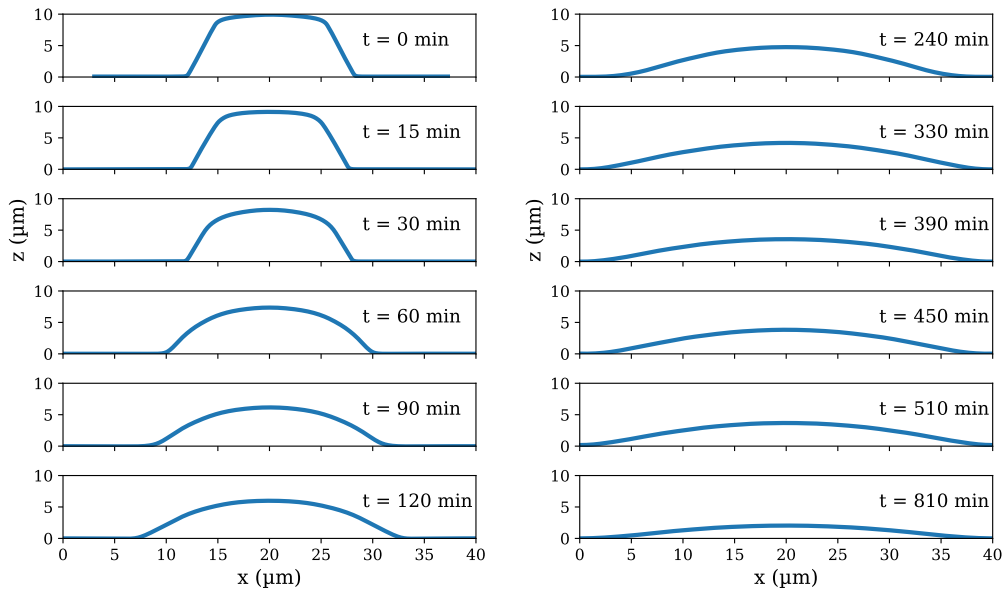 10
5
0
t = 0 min
10
5
0
t = 15 min
10
5
0
t = 30 min
10
5
0
t = 60 min
10
5
0
t = 90 min
10
5
0
t = 120 min
0 5 10 15 20 25 30 35 40
x (µm)
z (µm)
10
5
0
t = 240 min
10
5
0
t = 330 min
10
5
0
t = 390 min
10
5
0
t = 450 min
10
5
0
t = 510 min
10
5
0
t = 810 min
0 5 10 15 20 25 30 35 40
x (µm)
z (µm)